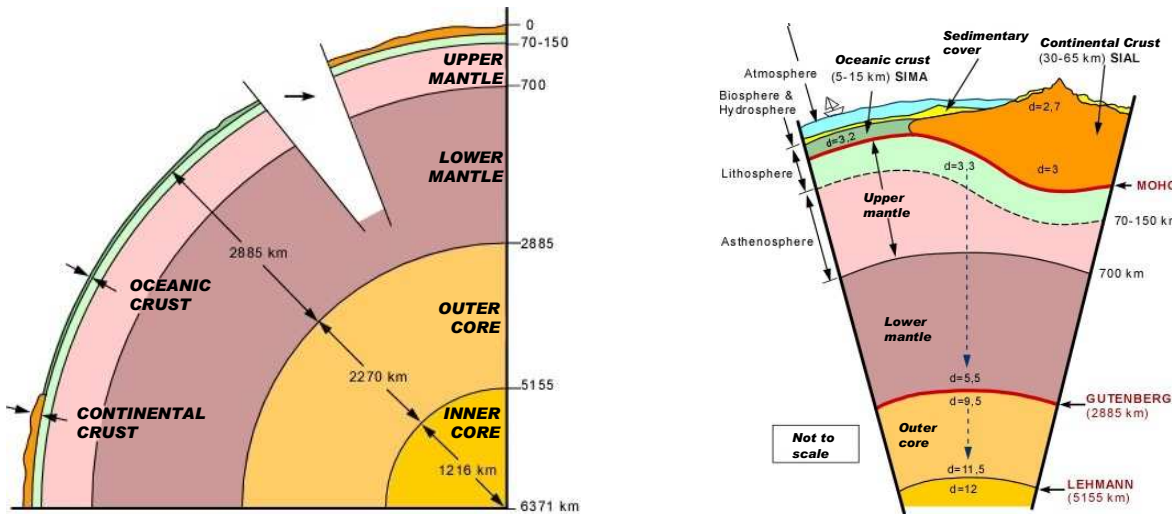 0
70-150
UPPER
MANTLE
700
LOWER
MANTLE
2885 km
2885
OCEANIC
CRUST
OUTER
CORE
2270 km
5155
CONTINENTAL
CRUST
INNER
CORE
1216 km
6371 km
Sedimentary
cover
Continental Crust
(30-65 km) SIAL
Oceanic crust
(5-15 km) SIMA
Atmosphere
Biosphere &
Hydrosphere
d=2,7
d=3,2
d=3,3
d=3
Lithosphere
MOHO
Upper
mantle
70-150 km
Asthenosphere
700 km
Lower
mantle
d=5,5
d=9,5
GUTENBERG
(2885 km)
Outer
core
Not to
scale
d=11,5
d=12
LEHMANN
(5155 km)